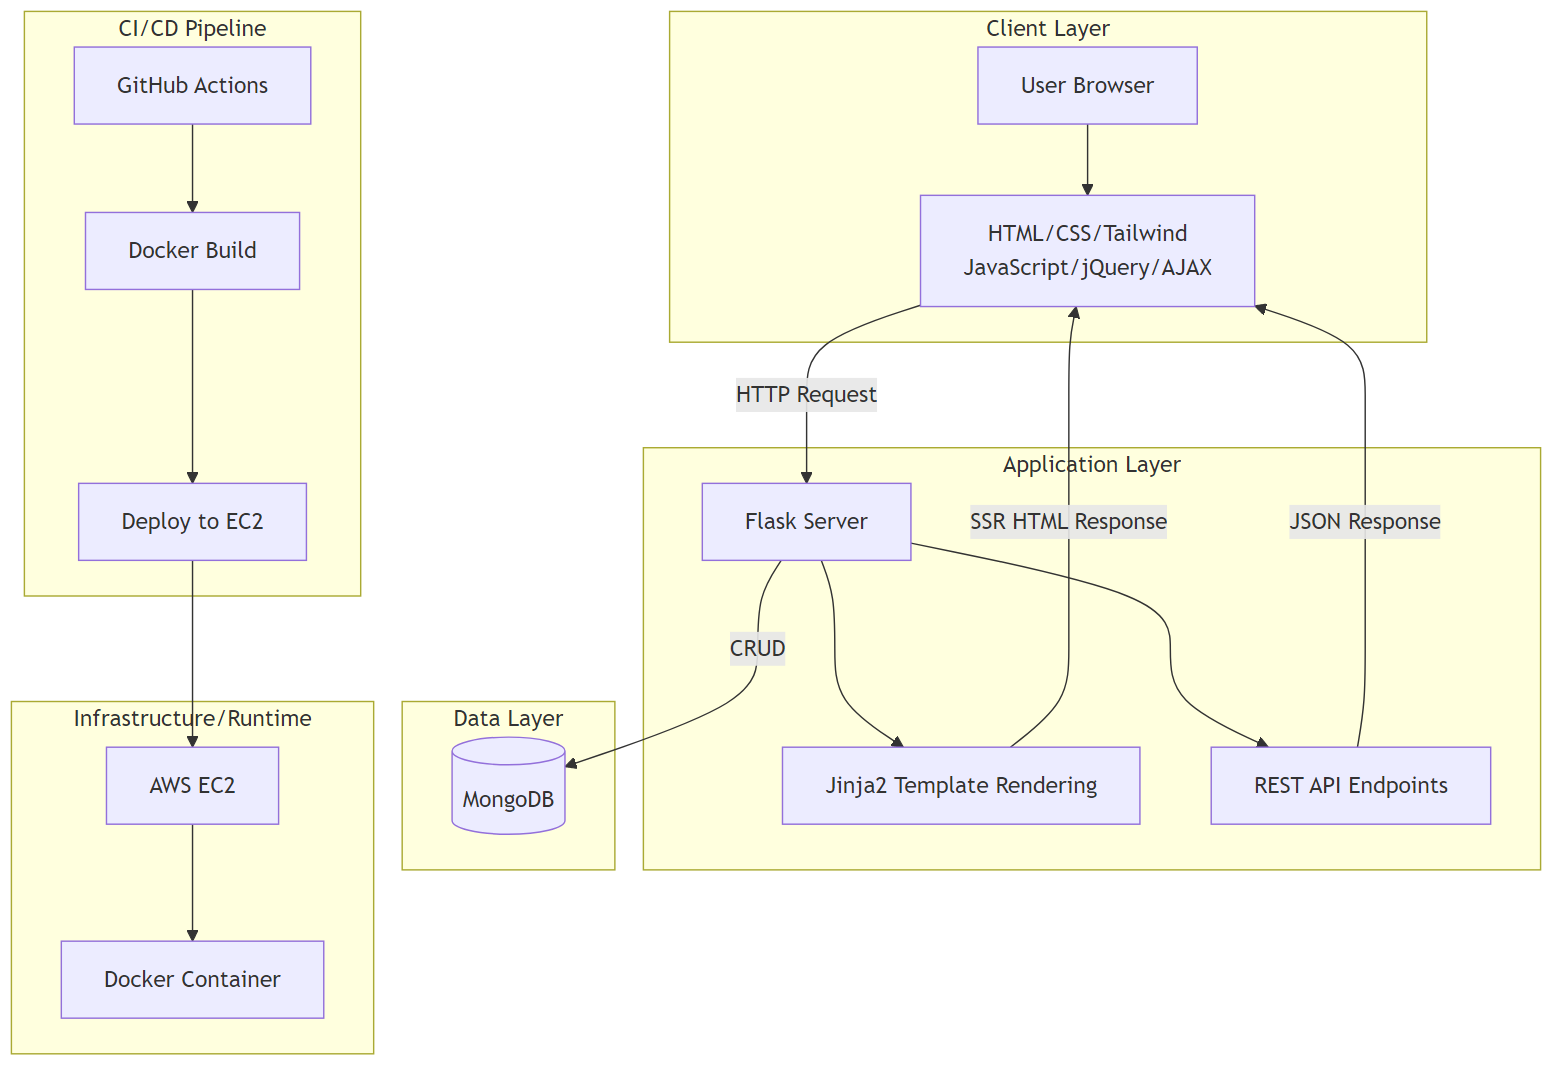 CI/CD Pipeline
GitHub Actions
Docker Build
Deploy to EC2
Client Layer
User Browser
HTML/CSS/Tailwind
JavaScript/jQuery/AJAX
HTTP Request
Application Layer
Flask Server
SSR HTML Response
JSON Response
CRUD
Jinja2 Template Rendering
REST API Endpoints
Data Layer
MongoDB
Infrastructure/Runtime
AWS EC2
Docker Container